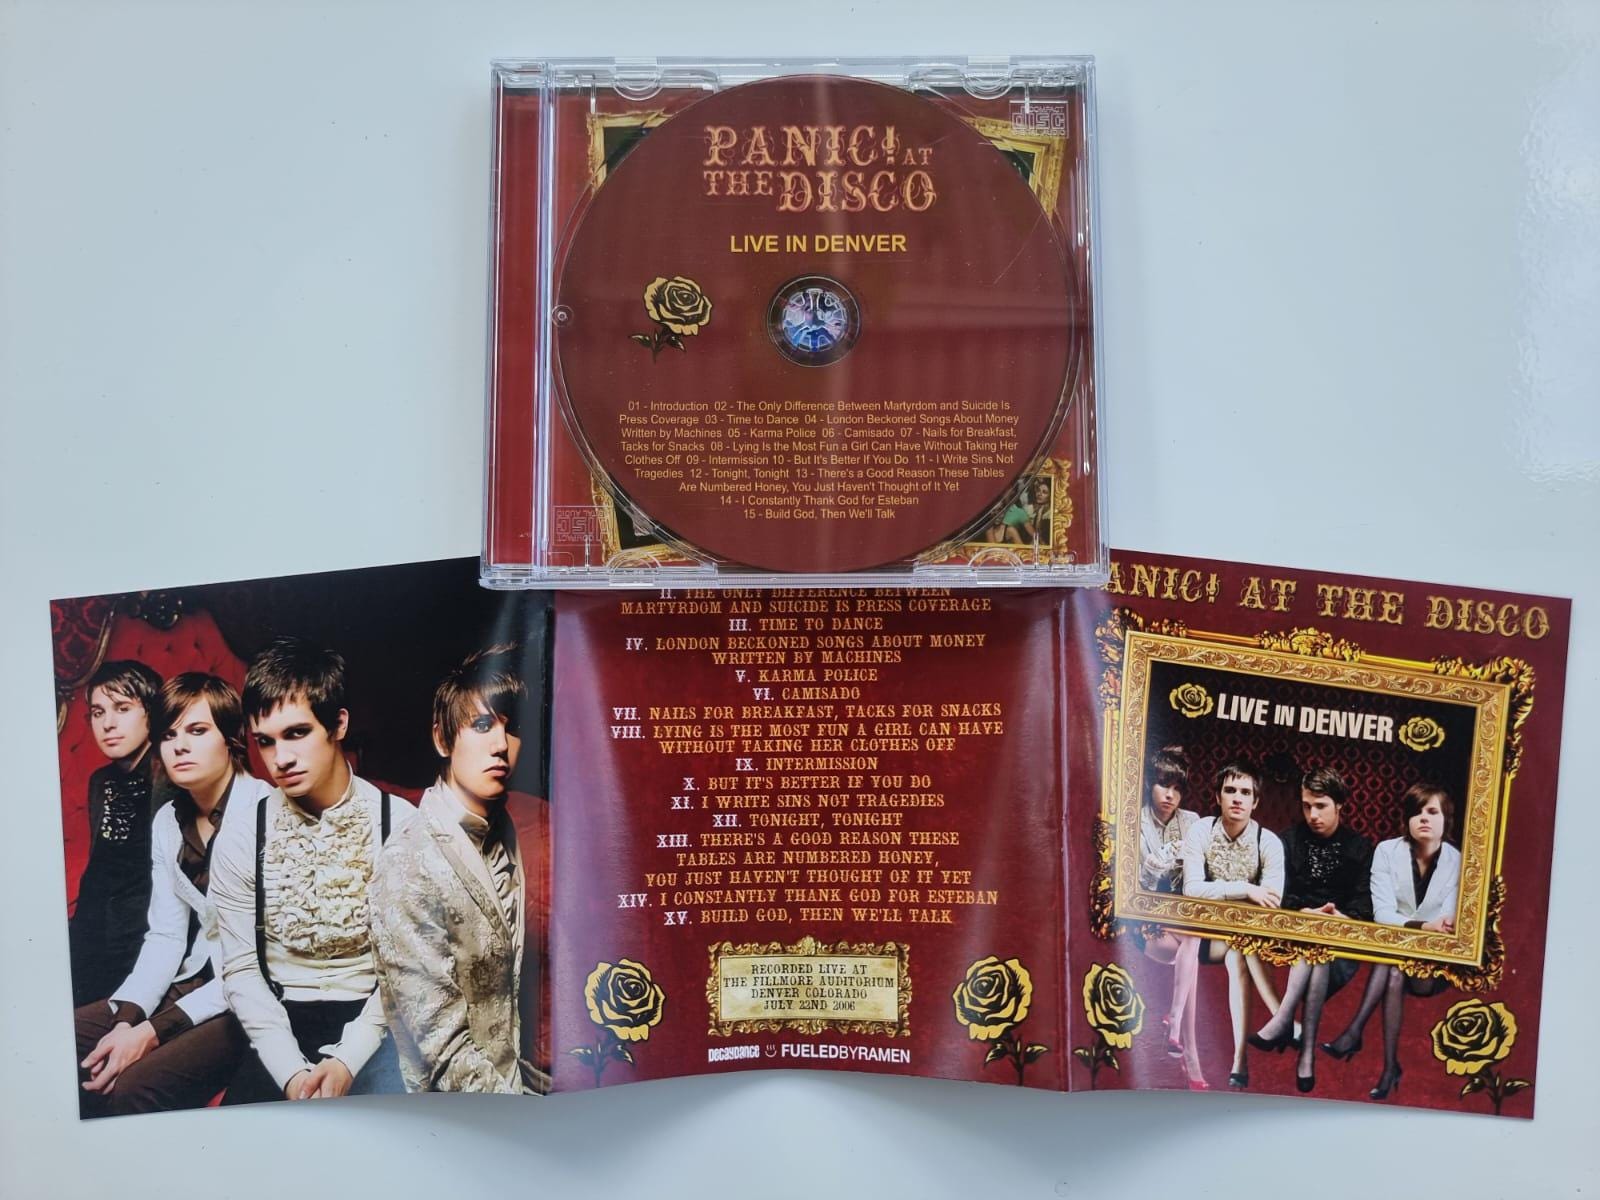 COMPACT
disc
DIGITAL AUDIO
PANIC! AT
THE DISCO
LIVE IN DENVER
01 - Introduction 02 - The Only Difference Between Martyrdom and Suicide Is
Press Coverage 03 - Time to Dance 04 - London Beckoned Songs About Money
Written by Machines 05 - Karma Police 06 - Camisado 07 - Nails for Breakfast,
Tacks for Snacks 08 - Lying Is the Most Fun a Girl Can Have Without Taking Her
Clothes Off 09 - Intermission 10 - But It's Better If You Do 11 - I Write Sins Not
Tragedies 12 - Tonight, Tonight 13 - There's a Good Reason These Tables
Are Numbered Honey, You Just Haven't Thought of It Yet
14 - I Constantly Thank God for Esteban
15 - Build God, Then We'll Talk
COMPACT
disc
DIGITAL AUDIO
II. THE ONLY DIFFERENCE BETWEEN
MARTYRDOM AND SUICIDE IS PRESS COVERAGE
III. TIME TO DANCE
IV. LONDON BECKONED SONGS ABOUT MONEY
WRITTEN BY MACHINES
V. KARMA POLICE
VI. CAMISADO
VII. NAILS FOR BREAKFAST, TACKS FOR SNACKS
VIII. LYING IS THE MOST FUN A GIRL CAN HAVE
WITHOUT TAKING HER CLOTHES OFF
IX. INTERMISSION
X. BUT IT'S BETTER IF YOU DO
XI. I WRITE SINS NOT TRAGEDIES
XII. TONIGHT, TONIGHT
XIII. THERE'S A GOOD REASON THESE
TABLES ARE NUMBERED HONEY,
YOU JUST HAVEN'T THOUGHT OF IT YET
XIV. I CONSTANTLY THANK GOD FOR ESTEBAN
XV. BUILD GOD, THEN WE'LL TALK
RECORDED LIVE AT
THE FILLMORE AUDITORIUM
DENVER COLORADO
JULY 22ND 2006
DECAYDANCE FUELEDBYRAMEN
ANIC! AT THE DISCO
LIVE IN DENVER